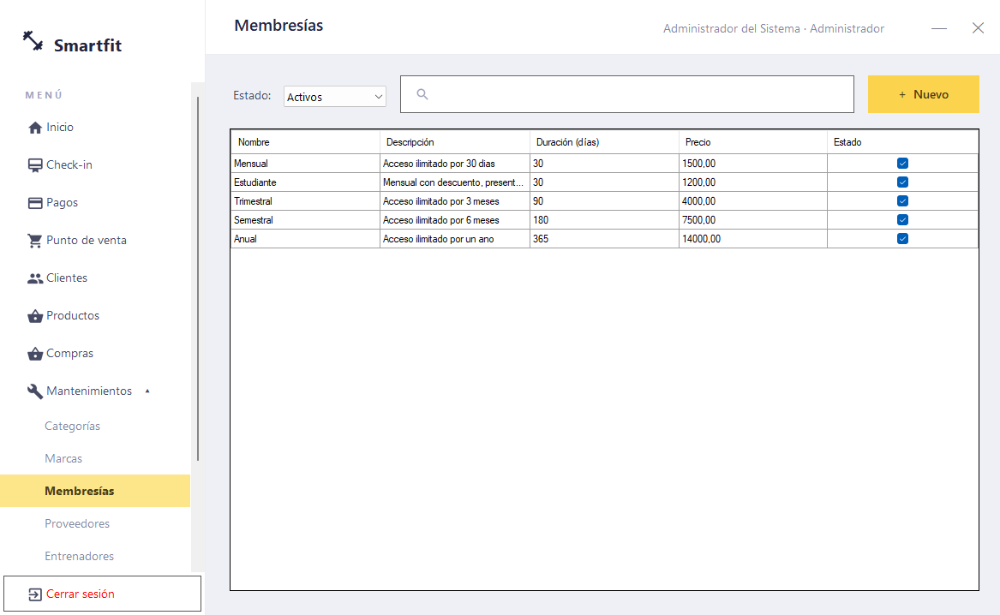 Smartfit
MENÚ
Inicio
Check-in
Pagos
Punto de venta
Clientes
Productos
Compras
Mantenimientos
Categorías
Marcas
Membresías
Proveedores
Entrenadores
Cerrar sesión
Membresías
Administrador del Sistema · Administrador
Estado: Activos
+ Nuevo
Nombre Descripción Duración (días) Precio Estado
Mensual Acceso ilimitado por 30 dias 30 1500,00
Estudiante Mensual con descuento, present... 30 1200,00
Trimestral Acceso ilimitado por 3 meses 90 4000,00
Semestral Acceso ilimitado por 6 meses 180 7500,00
Anual Acceso ilimitado por un ano 365 14000,00